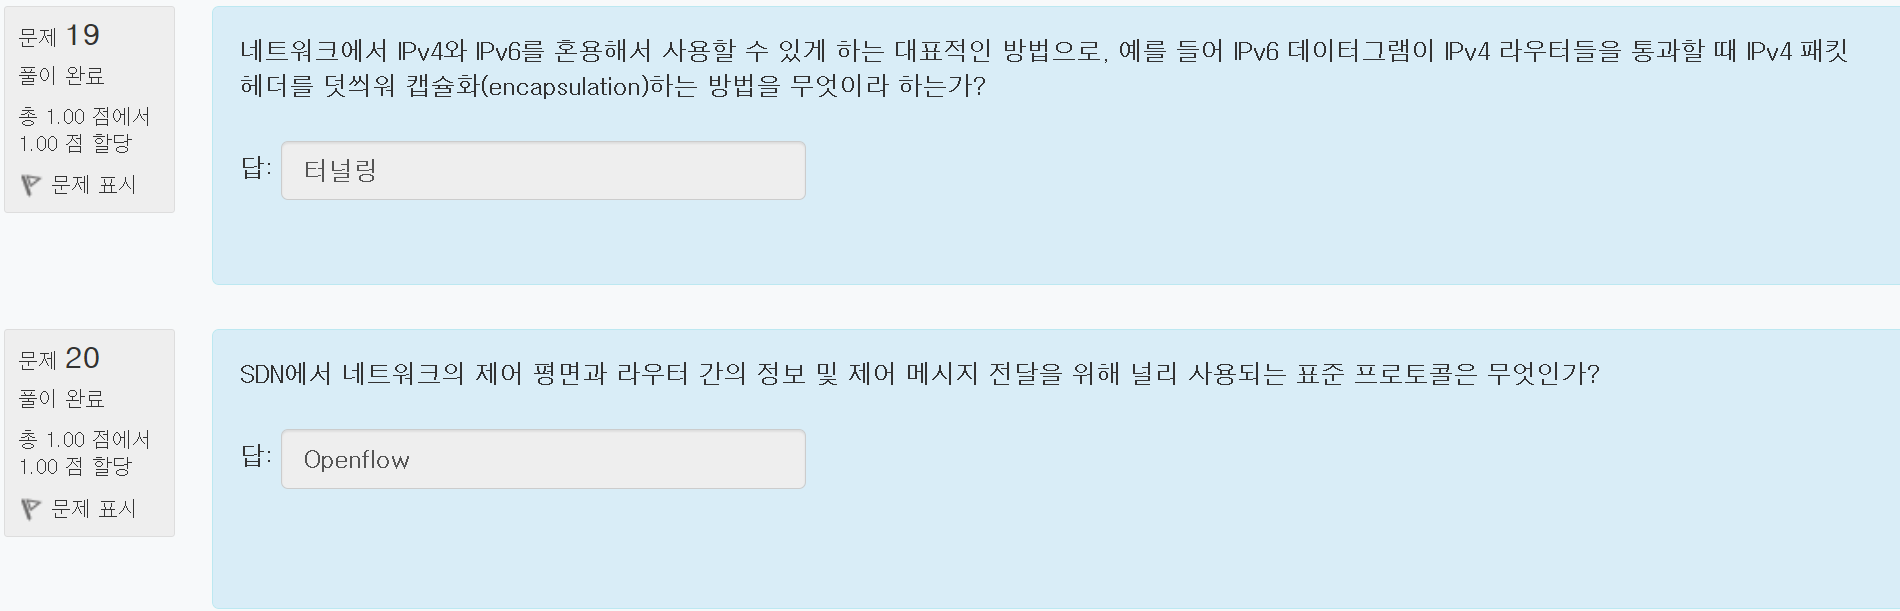 문제 19
풀이 완료
총 1.00 점에서
1.00 점 할당
문제 표시
네트워크에서 IPv4와 IPv6를 혼용해서 사용할 수 있게 하는 대표적인 방법으로, 예를 들어 IPv6 데이터그램이 IPv4 라우터들을 통과할 때 IPv4 패킷
헤더를 덧씌워 캡슐화(encapsulation)하는 방법을 무엇이라 하는가?
답: 터널링
문제 20
풀이 완료
총 1.00 점에서
1.00 점 할당
문제 표시
SDN에서 네트워크의 제어 평면과 라우터 간의 정보 및 제어 메시지 전달을 위해 널리 사용되는 표준 프로토콜은 무엇인가?
답: Openflow